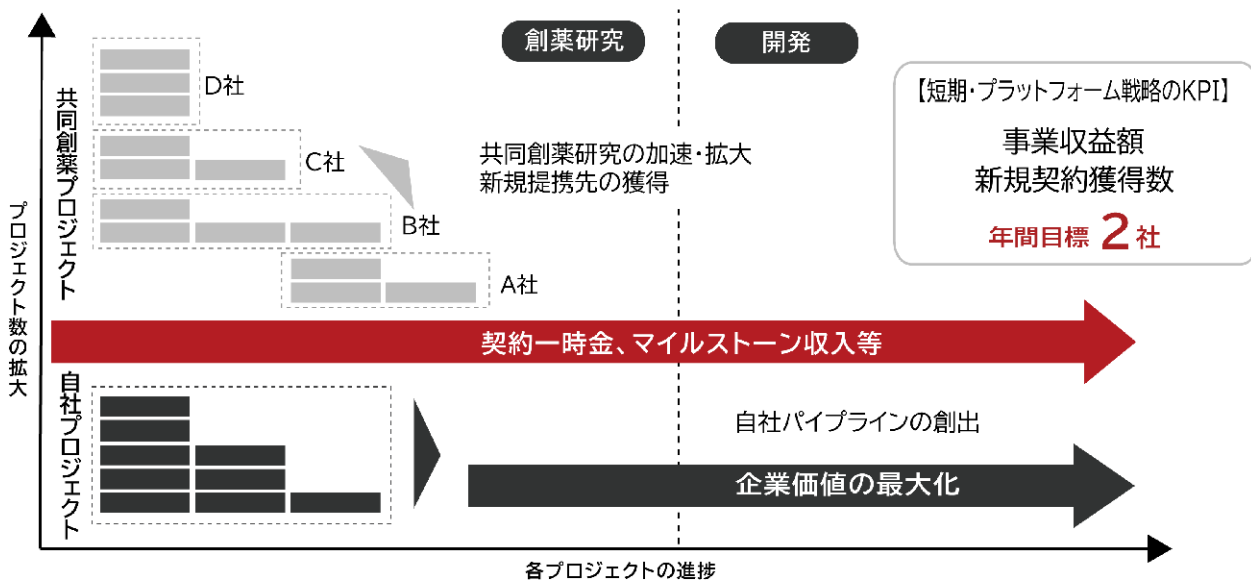 創薬研究
開発
D社
C社
B社
A社
共同創薬プロジェクト
プロジェクト数の拡大
共同創薬研究の加速・拡大
新規提携先の獲得
【短期・プラットフォーム戦略のKPI】
事業収益額
新規契約獲得数
年間目標 2 社
契約一時金、マイルストーン収入等
自社プロジェクト
自社パイプラインの創出
企業価値の最大化
各プロジェクトの進捗